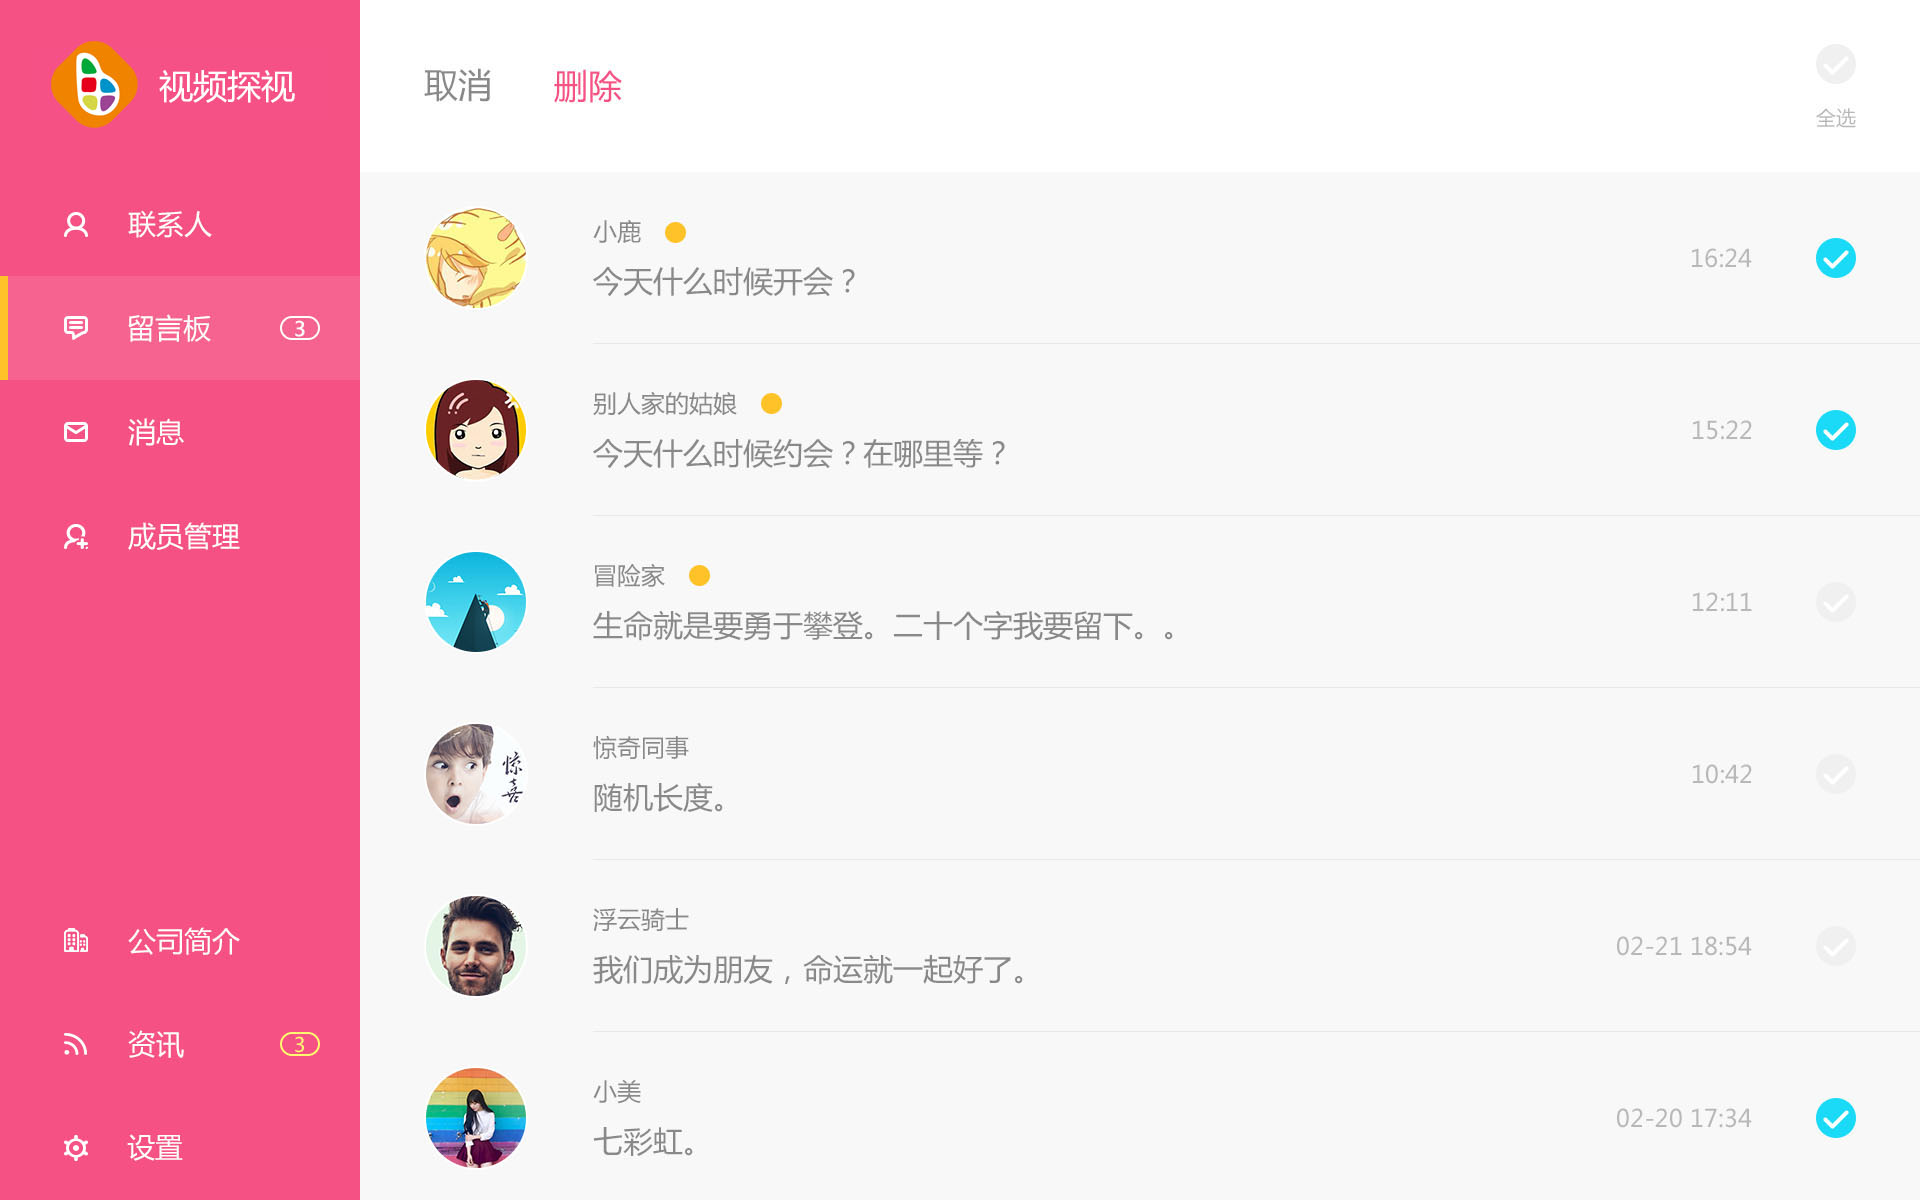 视频探视
联系人
留言板 3
消息
成员管理
公司简介
资讯 3
设置
取消 删除
全选
小鹿
今天什么时候开会？
16:24
别人家的姑娘
今天什么时候约会？在哪里等？
15:22
冒险家
生命就是要勇于攀登。二十个字我要留下。。
12:11
惊喜
惊奇同事
随机长度。
10:42
浮云骑士
我们成为朋友，命运就一起好了。
02-21 18:54
小美
七彩虹。
02-20 17:34